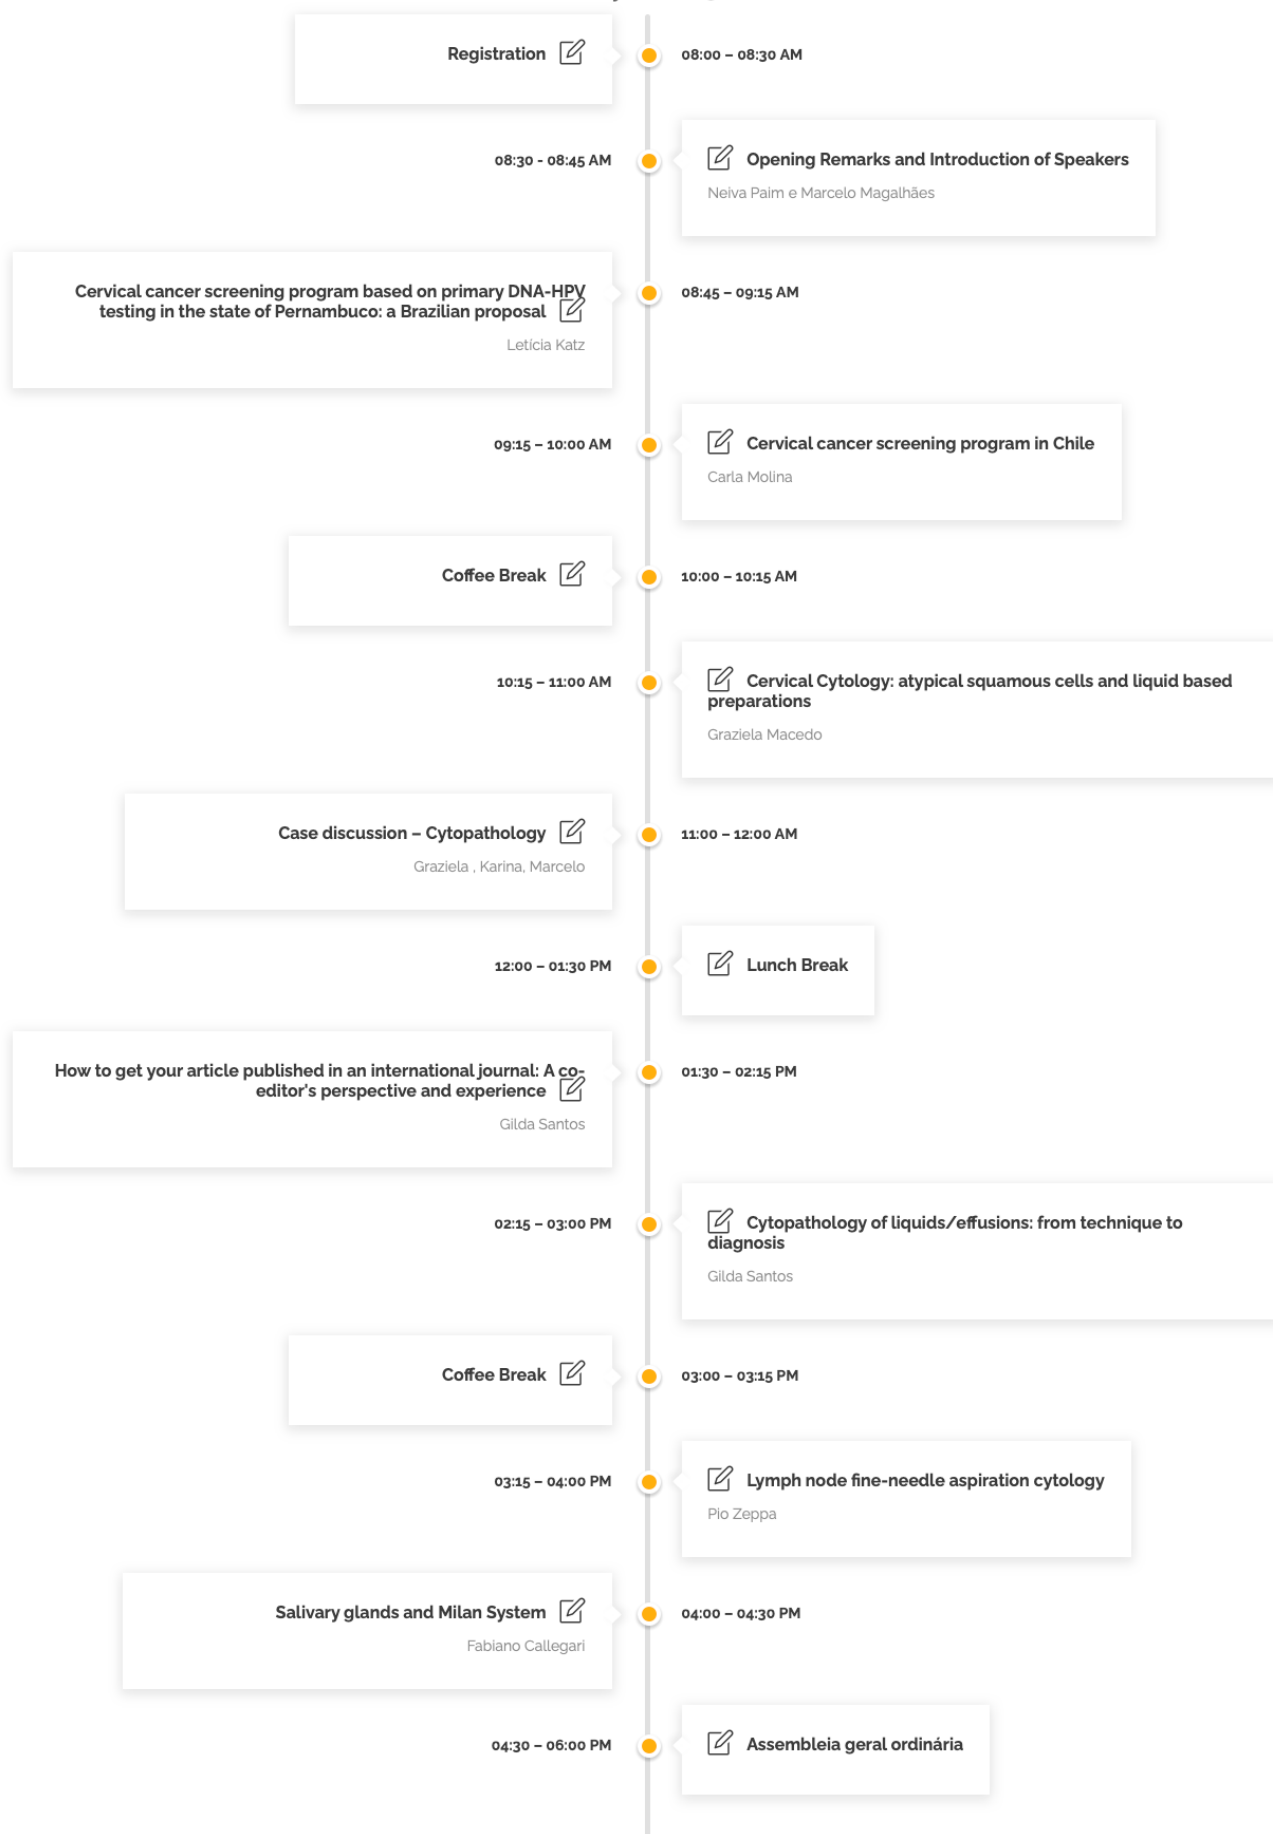 Registration
08:00 – 08:30 AM
08:30 - 08:45 AM
Opening Remarks and Introduction of Speakers
Neiva Paim e Marcelo Magalhães
Cervical cancer screening program based on primary DNA-HPV
testing in the state of Pernambuco: a Brazilian proposal
Letícia Katz
08:45 – 09:15 AM
09:15 – 10:00 AM
Cervical cancer screening program in Chile
Carla Molina
Coffee Break
10:00 – 10:15 AM
10:15 – 11:00 AM
Cervical Cytology: atypical squamous cells and liquid based
preparations
Graziela Macedo
Case discussion – Cytopathology
Graziela , Karina, Marcelo
11:00 – 12:00 AM
12:00 – 01:30 PM
Lunch Break
How to get your article published in an international journal: A co-
editor's perspective and experience
Gilda Santos
01:30 – 02:15 PM
02:15 – 03:00 PM
Cytopathology of liquids/effusions: from technique to
diagnosis
Gilda Santos
Coffee Break
03:00 – 03:15 PM
03:15 – 04:00 PM
Lymph node fine-needle aspiration cytology
Pio Zeppa
Salivary glands and Milan System
Fabiano Callegari
04:00 – 04:30 PM
04:30 – 06:00 PM
Assembleia geral ordinária